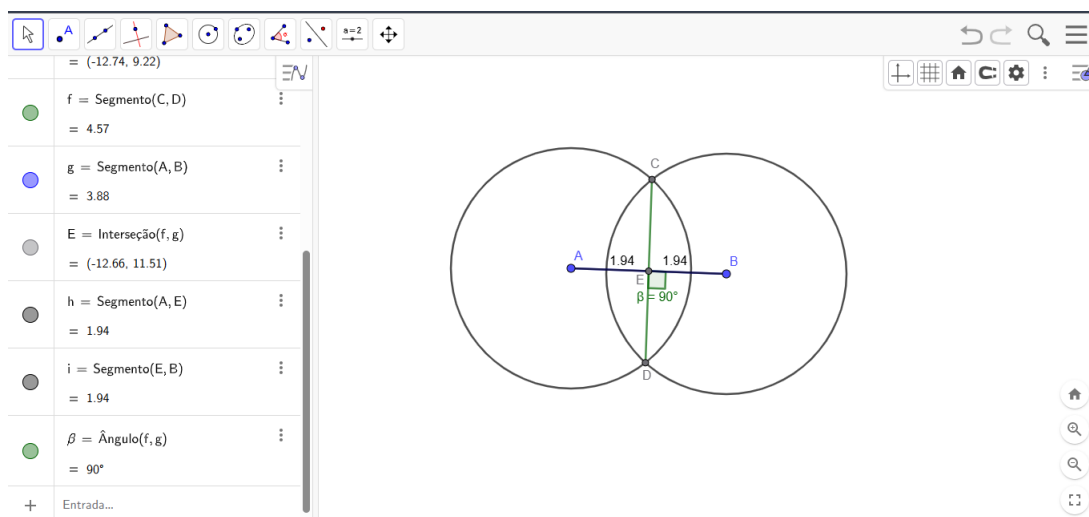 A
a=2
= (-12.74, 9.22)
f = Segmento(C, D)
= 4.57
g = Segmento(A, B)
= 3.88
E = Interseção(f, g)
= (-12.66, 11.51)
h = Segmento(A, E)
= 1.94
i = Segmento(E, B)
= 1.94
β = Ângulo(f, g)
= 90°
+ Entrada...
C
A 1.94 1.94 B
E
β = 90°
D